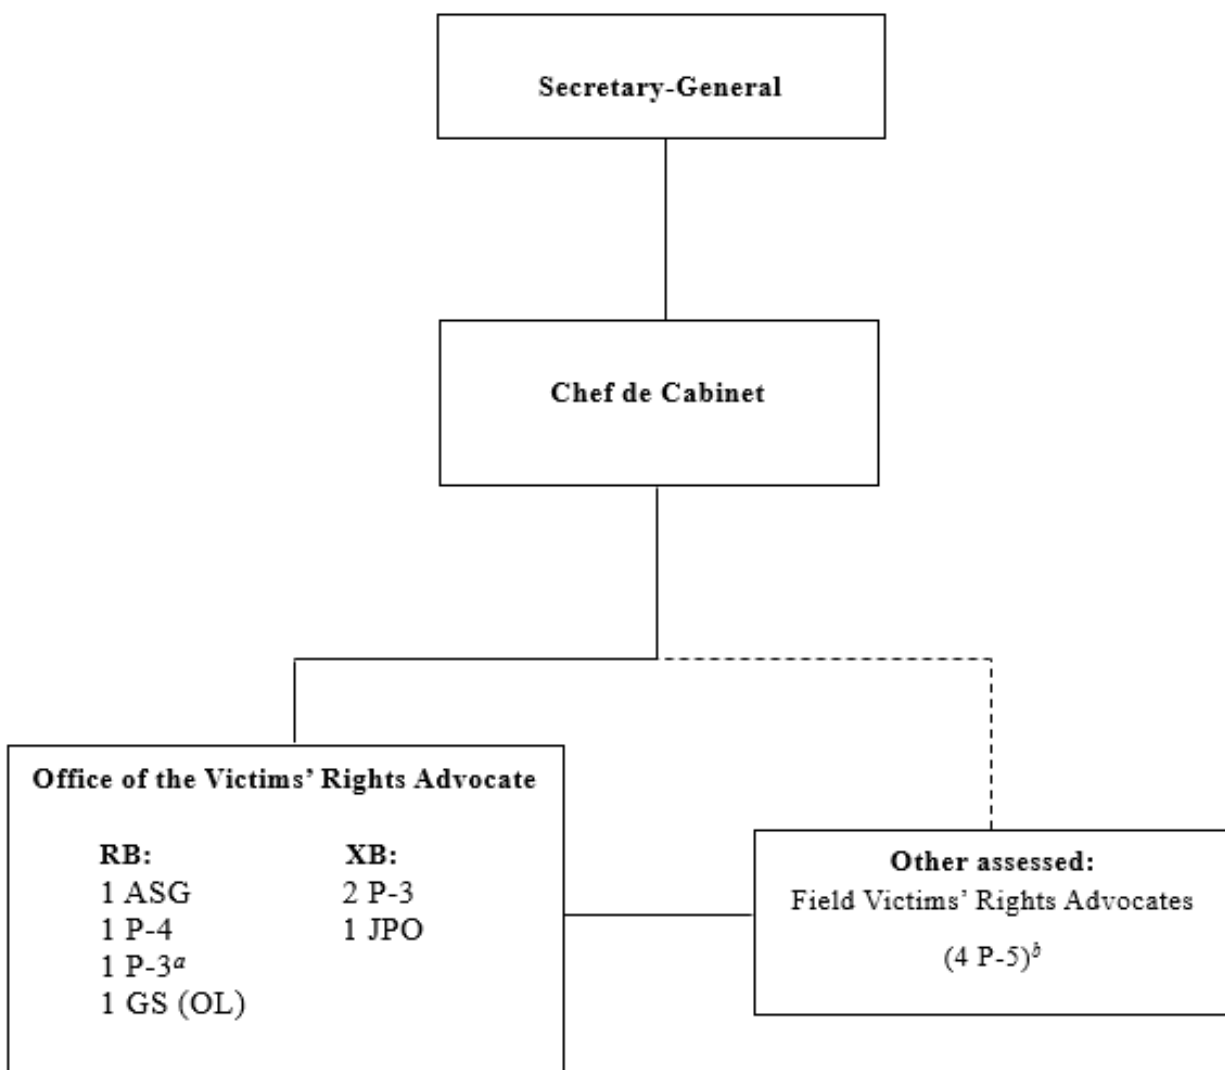 Secretary-General
Chef de Cabinet
Office of the Victims’ Rights Advocate
RB:
1 ASG
1 P-4
1 P-3ᵃ
1 GS (OL)
XB:
2 P-3
1 JPO
Other assessed:
Field Victims’ Rights Advocates
(4 P-5)ᵇ